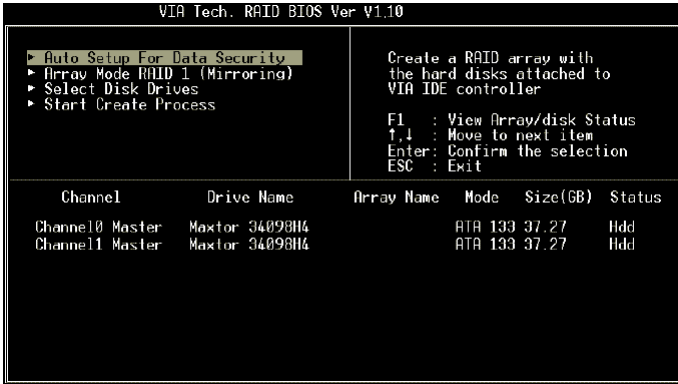 VIA Tech. RAID BIOS Ver V1.10
► Auto Setup For Data Security
► Array Mode RAID 1 (Mirroring)
► Select Disk Drives
► Start Create Process
Create a RAID array with
the hard disks attached to
VIA IDE controller
F1 : View Array/disk Status
↑,↓ : Move to next item
Enter: Confirm the selection
ESC : Exit
Channel Drive Name Array Name Mode Size(GB) Status
Channel0 Master Maxtor 34098H4 ATA 133 37.27 Hdd
Channel1 Master Maxtor 34098H4 ATA 133 37.27 Hdd